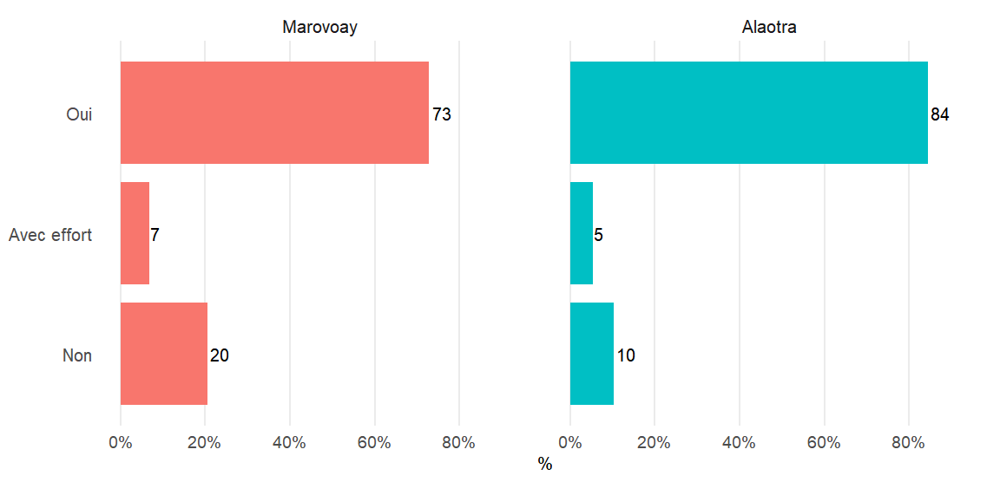 Marovoay
Alaotra
Oui
73
84
Avec effort
7
5
Non
20
10
0% 20% 40% 60% 80%
0% 20% 40% 60% 80%
%